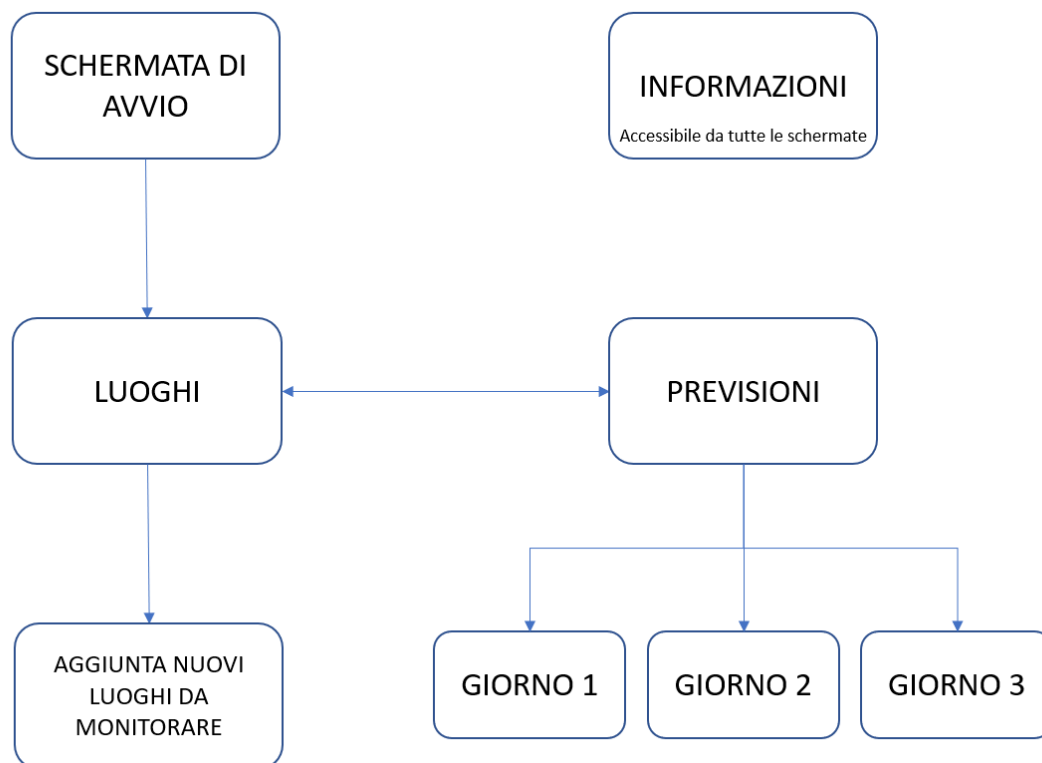 SCHERMATA DI
AVVIO
INFORMAZIONI
Accessibile da tutte le schermate
LUOGHI
PREVISIONI
AGGIUNTA NUOVI
LUOGHI DA
MONITORARE
GIORNO 1
GIORNO 2
GIORNO 3